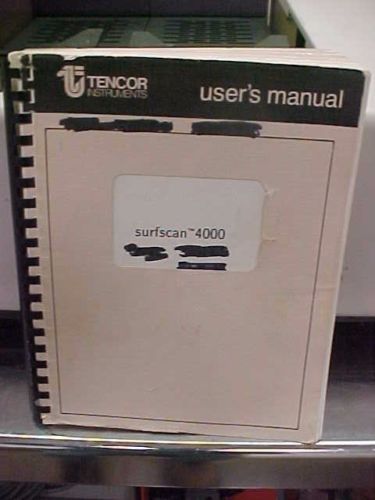 TENCOR
INSTRUMENTS
user's manual
surfscan™4000